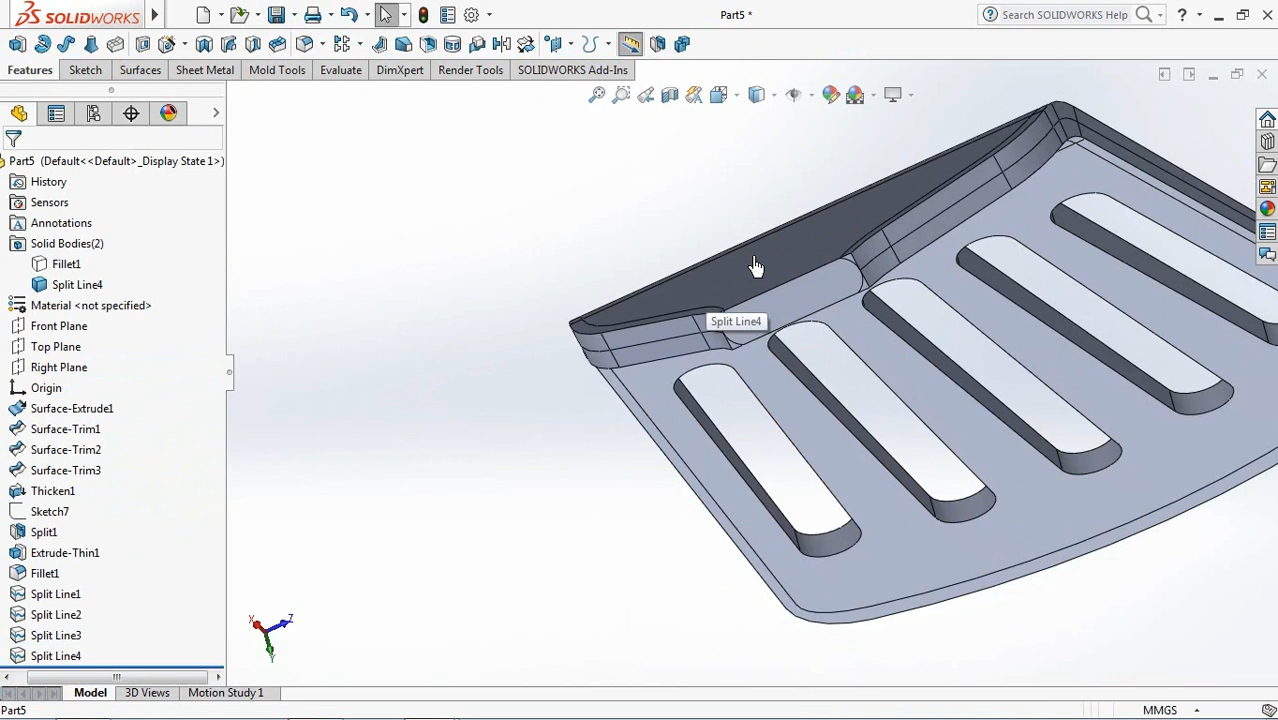 SOLIDWORKS
Part5 *
Search SOLIDWORKS Help
?
Features
Sketch
Surfaces
Sheet Metal
Mold Tools
Evaluate
DimXpert
Render Tools
SOLIDWORKS Add-Ins
Part5 (Default<<Default>_Display State 1>)
History
Sensors
Annotations
Solid Bodies(2)
Fillet1
Split Line4
Material <not specified>
Front Plane
Top Plane
Right Plane
Origin
Surface-Extrude1
Surface-Trim1
Surface-Trim2
Surface-Trim3
Thicken1
Sketch7
Split1
Extrude-Thin1
Fillet1
Split Line1
Split Line2
Split Line3
Split Line4
Split Line4
X
Z
Y
Model
3D Views
Motion Study 1
Part5
MMGS